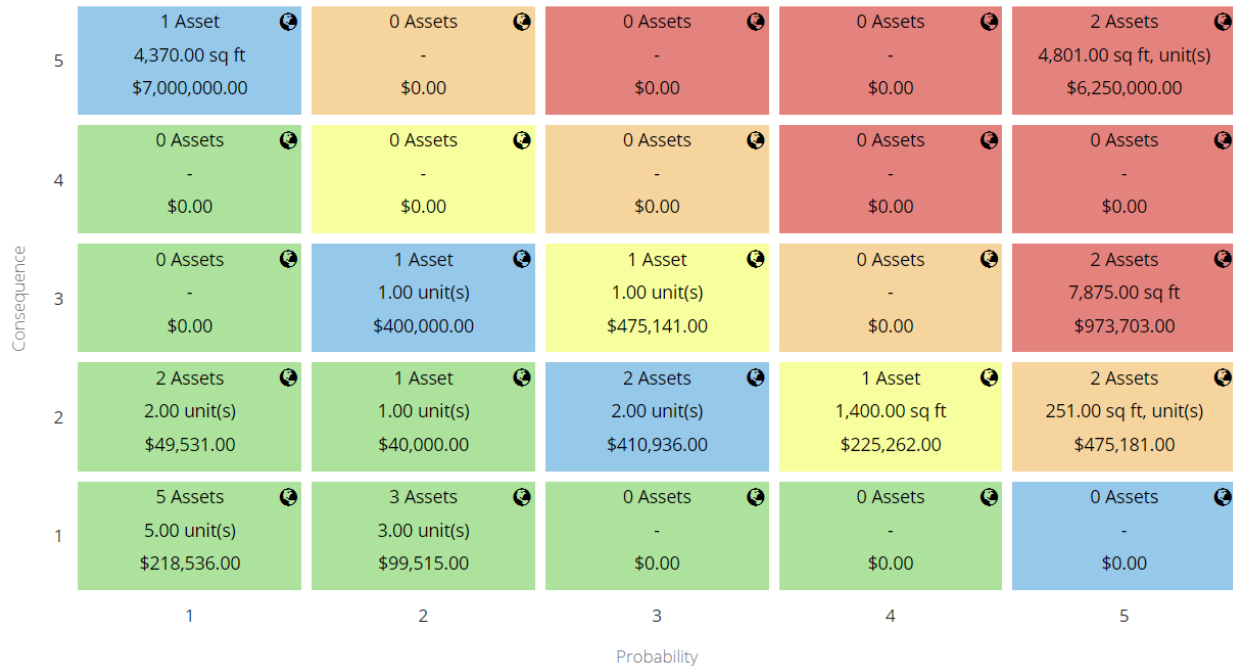 Consequence
5
1 Asset
4,370.00 sq ft
$7,000,000.00
0 Assets
-
$0.00
0 Assets
-
$0.00
0 Assets
-
$0.00
2 Assets
4,801.00 sq ft, unit(s)
$6,250,000.00
4
0 Assets
-
$0.00
0 Assets
-
$0.00
0 Assets
-
$0.00
0 Assets
-
$0.00
0 Assets
-
$0.00
3
0 Assets
-
$0.00
1 Asset
1.00 unit(s)
$400,000.00
1 Asset
1.00 unit(s)
$475,141.00
0 Assets
-
$0.00
2 Assets
7,875.00 sq ft
$973,703.00
2
2 Assets
2.00 unit(s)
$49,531.00
1 Asset
1.00 unit(s)
$40,000.00
2 Assets
2.00 unit(s)
$410,936.00
1 Asset
1,400.00 sq ft
$225,262.00
2 Assets
251.00 sq ft, unit(s)
$475,181.00
1
5 Assets
5.00 unit(s)
$218,536.00
3 Assets
3.00 unit(s)
$99,515.00
0 Assets
-
$0.00
0 Assets
-
$0.00
0 Assets
-
$0.00
1
2
3
4
5
Probability